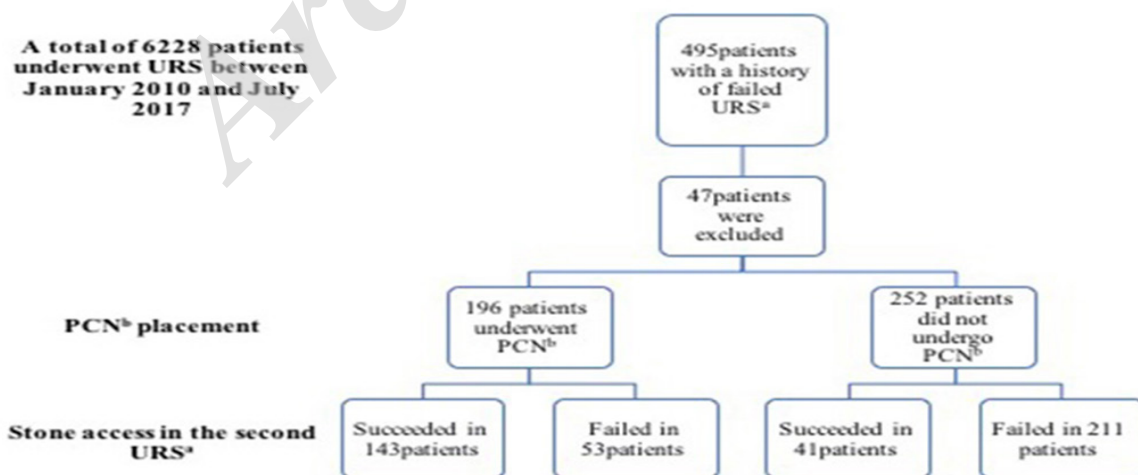 A total of 6228 patients
underwent URS between
January 2010 and July
2017
495patients
with a history
of failed
URSᵃ
47patients
were
excluded
PCNᵇ placement
196 patients
underwent
PCNᵇ
252 patients
did not
undergo
PCNᵇ
Stone access in the second
URSᵃ
Succeeded in
143patients
Failed in
53patients
Succeeded in
41patients
Failed in 211
patients